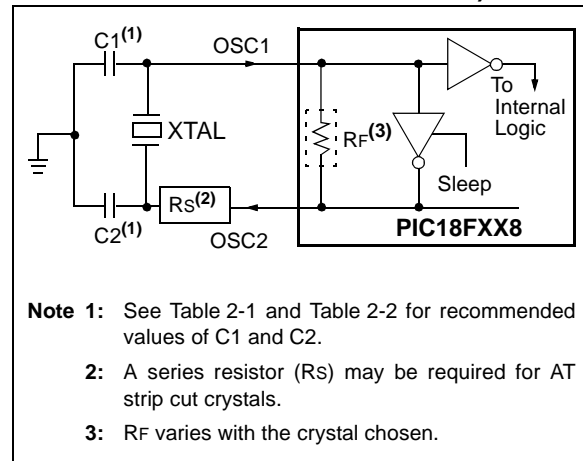 C1(1)
OSC1
To
Internal
Logic
XTAL
RF(3)
Sleep
RS(2)
C2(1)
OSC2
PIC18FXX8
Note 1: See Table 2-1 and Table 2-2 for recommended
values of C1 and C2.
2: A series resistor (RS) may be required for AT
strip cut crystals.
3: RF varies with the crystal chosen.